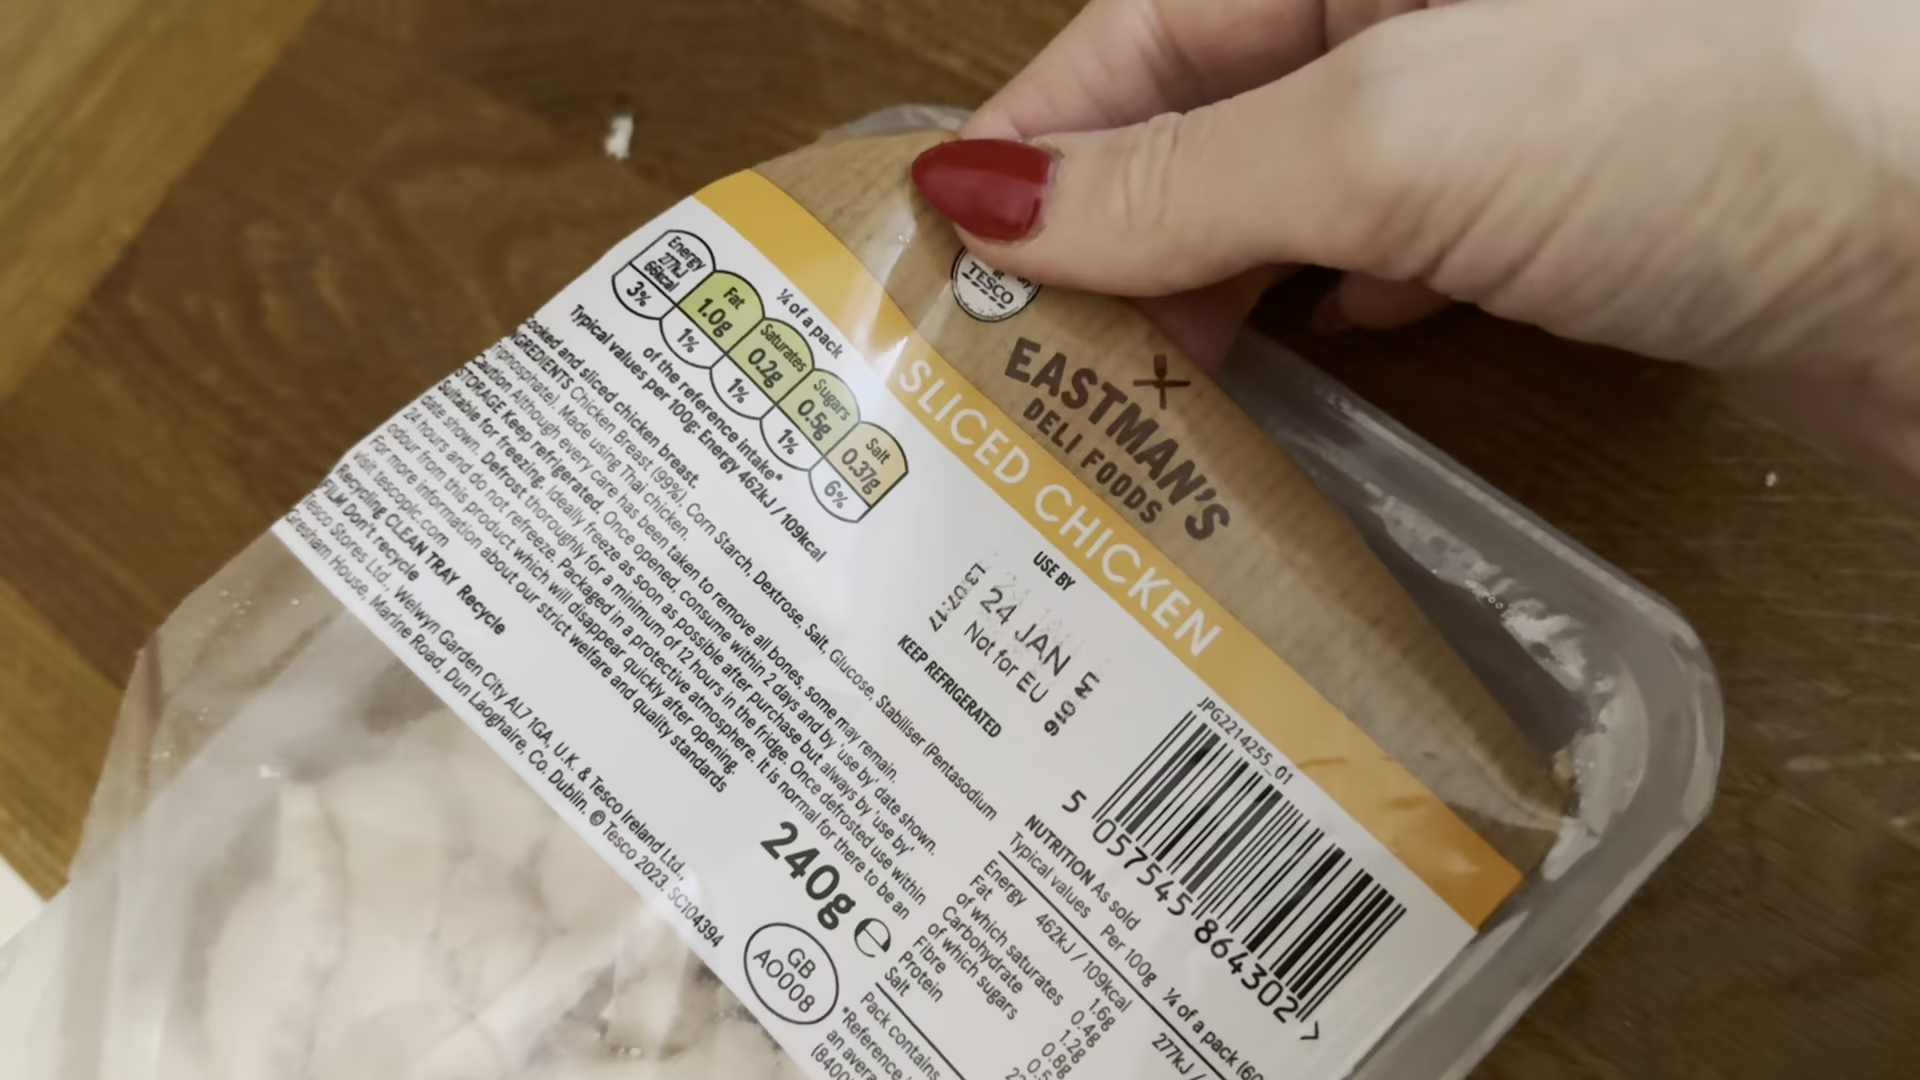 TESCO
EASTMAN'S
DELI FOODS
SLICED CHICKEN
¼ of a pack
Energy
277kJ
66kcal
3%
Fat
1.0g
1%
Saturates
0.2g
1%
Sugars
0.5g
1%
Salt
0.37g
6%
of the reference intake*
Typical values per 100g: Energy 462kJ / 109kcal
Cooked and sliced chicken breast.
INGREDIENTS Chicken Breast (99%), Corn Starch, Dextrose, Salt, Glucose, Stabiliser (Pentasodium
Triphosphate). Made using Thai chicken.
Caution Although every care has been taken to remove all bones, some may remain.
STORAGE Keep refrigerated. Once opened, consume within 2 days and by 'use by' date shown.
Suitable for freezing. Ideally freeze as soon as possible after purchase but always by 'use by'
date shown. Defrost thoroughly for a minimum of 12 hours in the fridge. Once defrosted use within
24 hours and do not refreeze. Packaged in a protective atmosphere. It is normal for there to be an
odour from this product which will disappear quickly after opening.
For more information about our strict welfare and quality standards
visit tescoplc.com
Recycling CLEAN TRAY Recycle
FILM Don't recycle
Tesco Stores Ltd., Welwyn Garden City AL7 1GA, U.K. & Tesco Ireland Ltd.,
Gresham House, Marine Road, Dun Laoghaire, Co. Dublin. © Tesco 2023. SC104394
USE BY
24 JAN
L3 07:17
Not for EU
LN 016
KEEP REFRIGERATED
JPG2214255_01
5 057545 864302 >
240g e
GB
AO008
NUTRITION As sold
Typical values Per 100g ¼ of a pack (60
Energy 462kJ / 109kcal 277kJ /
Fat 1.6g
of which saturates 0.4g
Carbohydrate 1.2g
of which sugars 0.8g
Fibre
Protein
Salt
Pack contains
*Reference
an average
(8400